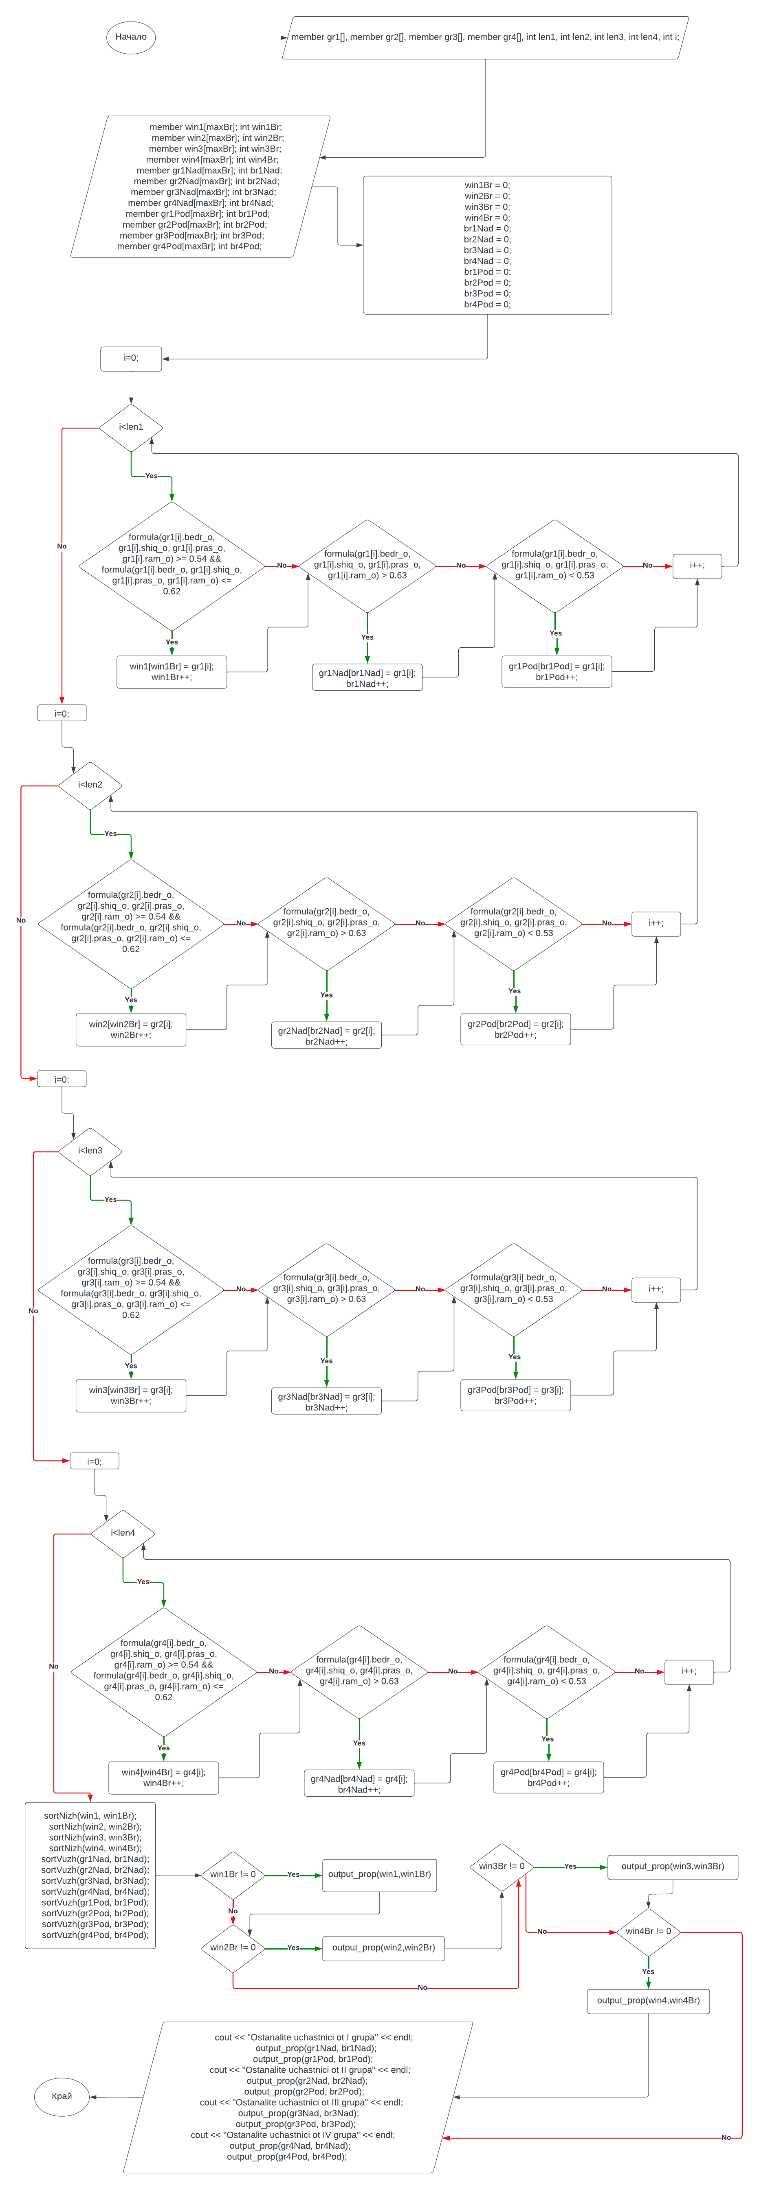 Начало
member gr1[], member gr2[], member gr3[], member gr4[], int len1, int len2, int len3, int len4, int i;
member win1[maxBr]; int win1Br;
member win2[maxBr]; int win2Br;
member win3[maxBr]; int win3Br;
member win4[maxBr]; int win4Br;
member gr1Nad[maxBr]; int br1Nad;
member gr2Nad[maxBr]; int br2Nad;
member gr3Nad[maxBr]; int br3Nad;
member gr4Nad[maxBr]; int br4Nad;
member gr1Pod[maxBr]; int br1Pod;
member gr2Pod[maxBr]; int br2Pod;
member gr3Pod[maxBr]; int br3Pod;
member gr4Pod[maxBr]; int br4Pod;
win1Br = 0;
win2Br = 0;
win3Br = 0;
win4Br = 0;
br1Nad = 0;
br2Nad = 0;
br3Nad = 0;
br4Nad = 0;
br1Pod = 0;
br2Pod = 0;
br3Pod = 0;
br4Pod = 0;
i=0;
i<len1
Yes
No
formula(gr1[i].bedr_o,
gr1[i].shiq_o, gr1[i].pras_o,
gr1[i].ram_o) >= 0.54 &&
formula(gr1[i].bedr_o, gr1[i].shiq_o,
gr1[i].pras_o, gr1[i].ram_o) <=
0.62
No
formula(gr1[i].bedr_o,
gr1[i].shiq_o, gr1[i].pras_o,
gr1[i].ram_o) > 0.63
No
formula(gr1[i].bedr_o,
gr1[i].shiq_o, gr1[i].pras_o,
gr1[i].ram_o) < 0.53
No
i++;
Yes
Yes
Yes
win1[win1Br] = gr1[i];
win1Br++;
gr1Nad[br1Nad] = gr1[i];
br1Nad++;
gr1Pod[br1Pod] = gr1[i];
br1Pod++;
i=0;
i<len2
Yes
No
formula(gr2[i].bedr_o,
gr2[i].shiq_o, gr2[i].pras_o,
gr2[i].ram_o) >= 0.54 &&
formula(gr2[i].bedr_o, gr2[i].shiq_o,
gr2[i].pras_o, gr2[i].ram_o) <=
0.62
No
formula(gr2[i].bedr_o,
gr2[i].shiq_o, gr2[i].pras_o,
gr2[i].ram_o) > 0.63
No
formula(gr2[i].bedr_o,
gr2[i].shiq_o, gr2[i].pras_o,
gr2[i].ram_o) < 0.53
No
i++;
Yes
Yes
Yes
win2[win2Br] = gr2[i];
win2Br++;
gr2Nad[br2Nad] = gr2[i];
br2Nad++;
gr2Pod[br2Pod] = gr2[i];
br2Pod++;
i=0;
i<len3
Yes
No
formula(gr3[i].bedr_o,
gr3[i].shiq_o, gr3[i].pras_o,
gr3[i].ram_o) >= 0.54 &&
formula(gr3[i].bedr_o, gr3[i].shiq_o,
gr3[i].pras_o, gr3[i].ram_o) <=
0.62
No
formula(gr3[i].bedr_o,
gr3[i].shiq_o, gr3[i].pras_o,
gr3[i].ram_o) > 0.63
No
formula(gr3[i].bedr_o,
gr3[i].shiq_o, gr3[i].pras_o,
gr3[i].ram_o) < 0.53
No
i++;
Yes
Yes
Yes
win3[win3Br] = gr3[i];
win3Br++;
gr3Nad[br3Nad] = gr3[i];
br3Nad++;
gr3Pod[br3Pod] = gr3[i];
br3Pod++;
i=0;
i<len4
Yes
No
formula(gr4[i].bedr_o,
gr4[i].shiq_o, gr4[i].pras_o,
gr4[i].ram_o) >= 0.54 &&
formula(gr4[i].bedr_o, gr4[i].shiq_o,
gr4[i].pras_o, gr4[i].ram_o) <=
0.62
No
formula(gr4[i].bedr_o,
gr4[i].shiq_o, gr4[i].pras_o,
gr4[i].ram_o) > 0.63
No
formula(gr4[i].bedr_o,
gr4[i].shiq_o, gr4[i].pras_o,
gr4[i].ram_o) < 0.53
No
i++;
Yes
Yes
Yes
win4[win4Br] = gr4[i];
win4Br++;
gr4Nad[br4Nad] = gr4[i];
br4Nad++;
gr4Pod[br4Pod] = gr4[i];
br4Pod++;
sortNizh(win1, win1Br);
sortNizh(win2, win2Br);
sortNizh(win3, win3Br);
sortNizh(win4, win4Br);
sortVuzh(gr1Nad, br1Nad);
sortVuzh(gr2Nad, br2Nad);
sortVuzh(gr3Nad, br3Nad);
sortVuzh(gr4Nad, br4Nad);
sortVuzh(gr1Pod, br1Pod);
sortVuzh(gr2Pod, br2Pod);
sortVuzh(gr3Pod, br3Pod);
sortVuzh(gr4Pod, br4Pod);
win1Br != 0
Yes
output_prop(win1,win1Br)
No
win2Br != 0
Yes
output_prop(win2,win2Br)
No
win3Br != 0
Yes
output_prop(win3,win3Br)
No
win4Br != 0
Yes
output_prop(win4,win4Br)
No
cout << "Ostanalite uchastnici ot I grupa" << endl;
output_prop(gr1Nad, br1Nad);
output_prop(gr1Pod, br1Pod);
cout << "Ostanalite uchastnici ot II grupa" << endl;
output_prop(gr2Nad, br2Nad);
output_prop(gr2Pod, br2Pod);
cout << "Ostanalite uchastnici ot III grupa" << endl;
output_prop(gr3Nad, br3Nad);
output_prop(gr3Pod, br3Pod);
cout << "Ostanalite uchastnici ot IV grupa" << endl;
output_prop(gr4Nad, br4Nad);
output_prop(gr4Pod, br4Pod);
Край